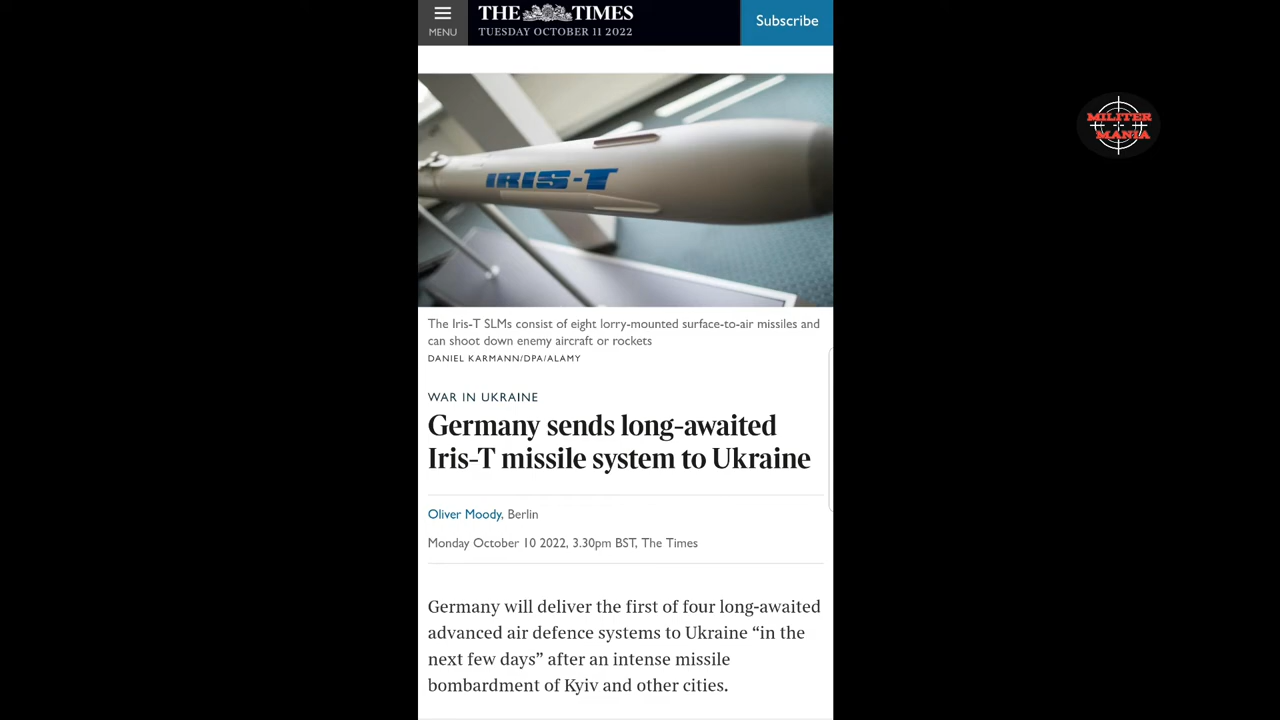 THE TIMES
MENU
TUESDAY OCTOBER 11 2022
Subscribe
MILITER
MANIA
IRIS-T
The Iris-T SLMs consist of eight lorry-mounted surface-to-air missiles and
can shoot down enemy aircraft or rockets
DANIEL KARMANN/DPA/ALAMY
WAR IN UKRAINE
Germany sends long-awaited
Iris-T missile system to Ukraine
Oliver Moody, Berlin
Monday October 10 2022, 3.30pm BST, The Times
Germany will deliver the first of four long-awaited
advanced air defence systems to Ukraine “in the
next few days” after an intense missile
bombardment of Kyiv and other cities.